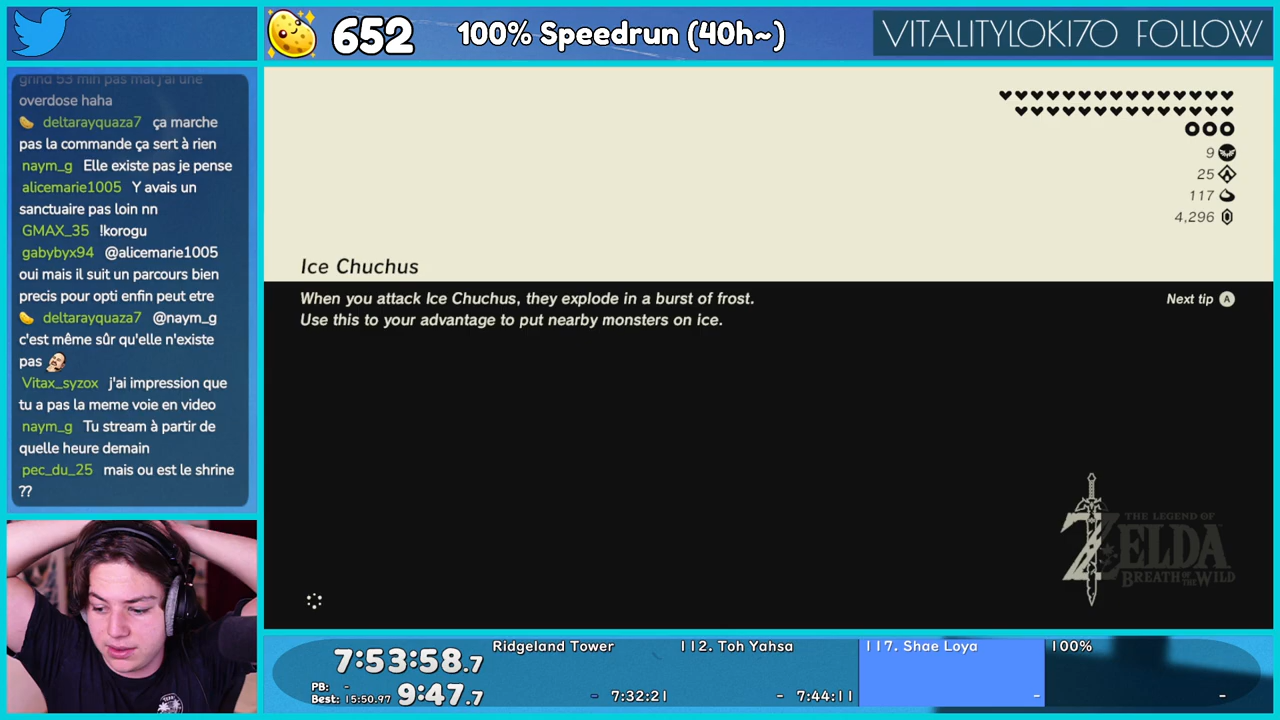 652
100% Speedrun (40h~)
VITALITYLOKI70 FOLLOW
grind 53 min pas mal j'ai une
overdose haha
deltarayquaza7 ça marche
pas la commande ça sert à rien
naym_g Elle existe pas je pense
alicemarie1005 Y avais un
sanctuaire pas loin nn
GMAX_35 !korogu
gabybyx94 @alicemarie1005
oui mais il suit un parcours bien
precis pour opti enfin peut etre
deltarayquaza7 @naym_g
c'est même sûr qu'elle n'existe
pas
Vitax_syzox j'ai impression que
tu a pas la meme voie en video
naym_g Tu stream à partir de
quelle heure demain
pec_du_25 mais ou est le shrine
??
9
25
117
4,296
Ice Chuchus
When you attack Ice Chuchus, they explode in a burst of frost.
Use this to your advantage to put nearby monsters on ice.
Next tip A
THE LEGEND OF
ZELDA
BREATH OF THE WILD
7:53:58.7
PB: -
Best: 15:50.97
9:47.7
Ridgeland Tower
- 7:32:21
112. Toh Yahsa
- 7:44:11
117. Shae Loya
-
100%
-